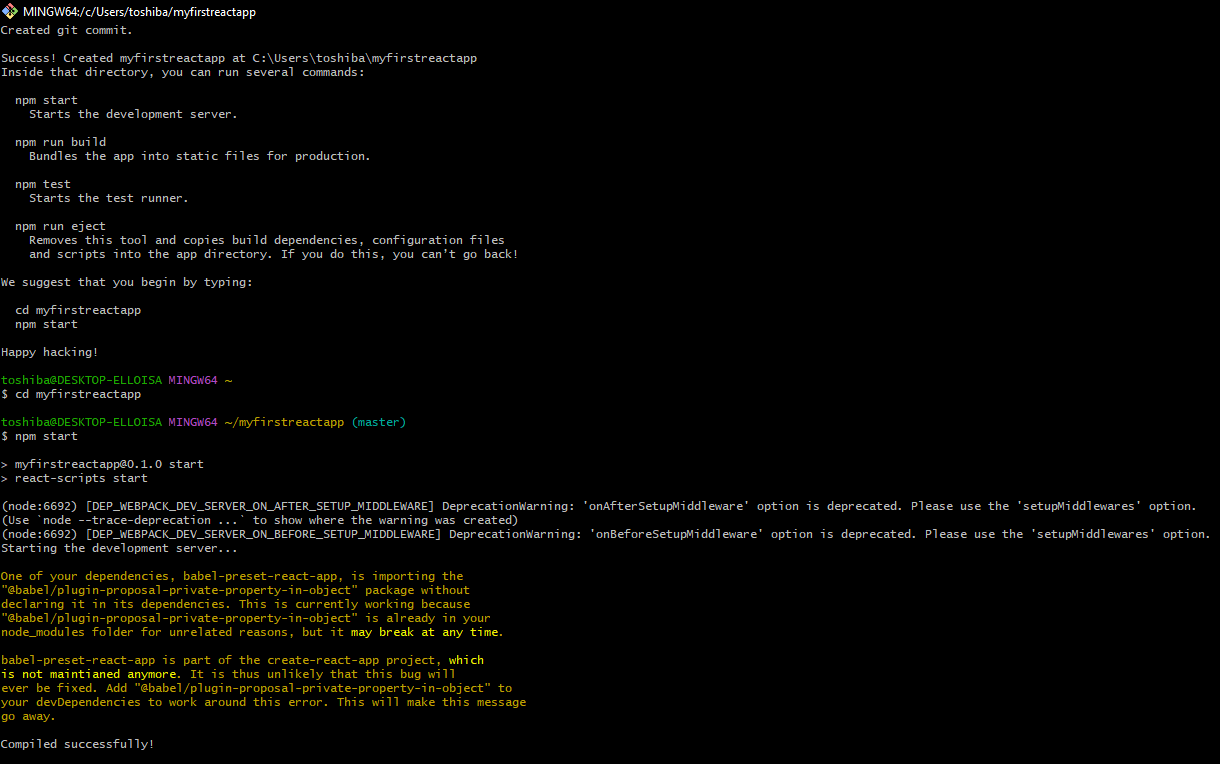 MINGW64:/c/Users/toshiba/myfirstreactapp
Created git commit.
Success! Created myfirstreactapp at C:\Users\toshiba\myfirstreactapp
Inside that directory, you can run several commands:
npm start
Starts the development server.
npm run build
Bundles the app into static files for production.
npm test
Starts the test runner.
npm run eject
Removes this tool and copies build dependencies, configuration files
and scripts into the app directory. If you do this, you can’t go back!
We suggest that you begin by typing:
cd myfirstreactapp
npm start
Happy hacking!
toshiba@DESKTOP-ELLOISA MINGW64 ~
$ cd myfirstreactapp
toshiba@DESKTOP-ELLOISA MINGW64 ~/myfirstreactapp (master)
$ npm start
> myfirstreactapp@0.1.0 start
> react-scripts start
(node:6692) [DEP_WEBPACK_DEV_SERVER_ON_AFTER_SETUP_MIDDLEWARE] DeprecationWarning: 'onAfterSetupMiddleware' option is deprecated. Please use the 'setupMiddlewares' option.
(Use `node --trace-deprecation ...` to show where the warning was created)
(node:6692) [DEP_WEBPACK_DEV_SERVER_ON_BEFORE_SETUP_MIDDLEWARE] DeprecationWarning: 'onBeforeSetupMiddleware' option is deprecated. Please use the 'setupMiddlewares' option.
Starting the development server...
One of your dependencies, babel-preset-react-app, is importing the
"@babel/plugin-proposal-private-property-in-object" package without
declaring it in its dependencies. This is currently working because
"@babel/plugin-proposal-private-property-in-object" is already in your
node_modules folder for unrelated reasons, but it may break at any time.
babel-preset-react-app is part of the create-react-app project, which
is not maintianed anymore. It is thus unlikely that this bug will
ever be fixed. Add "@babel/plugin-proposal-private-property-in-object" to
your devDependencies to work around this error. This will make this message
go away.
Compiled successfully!